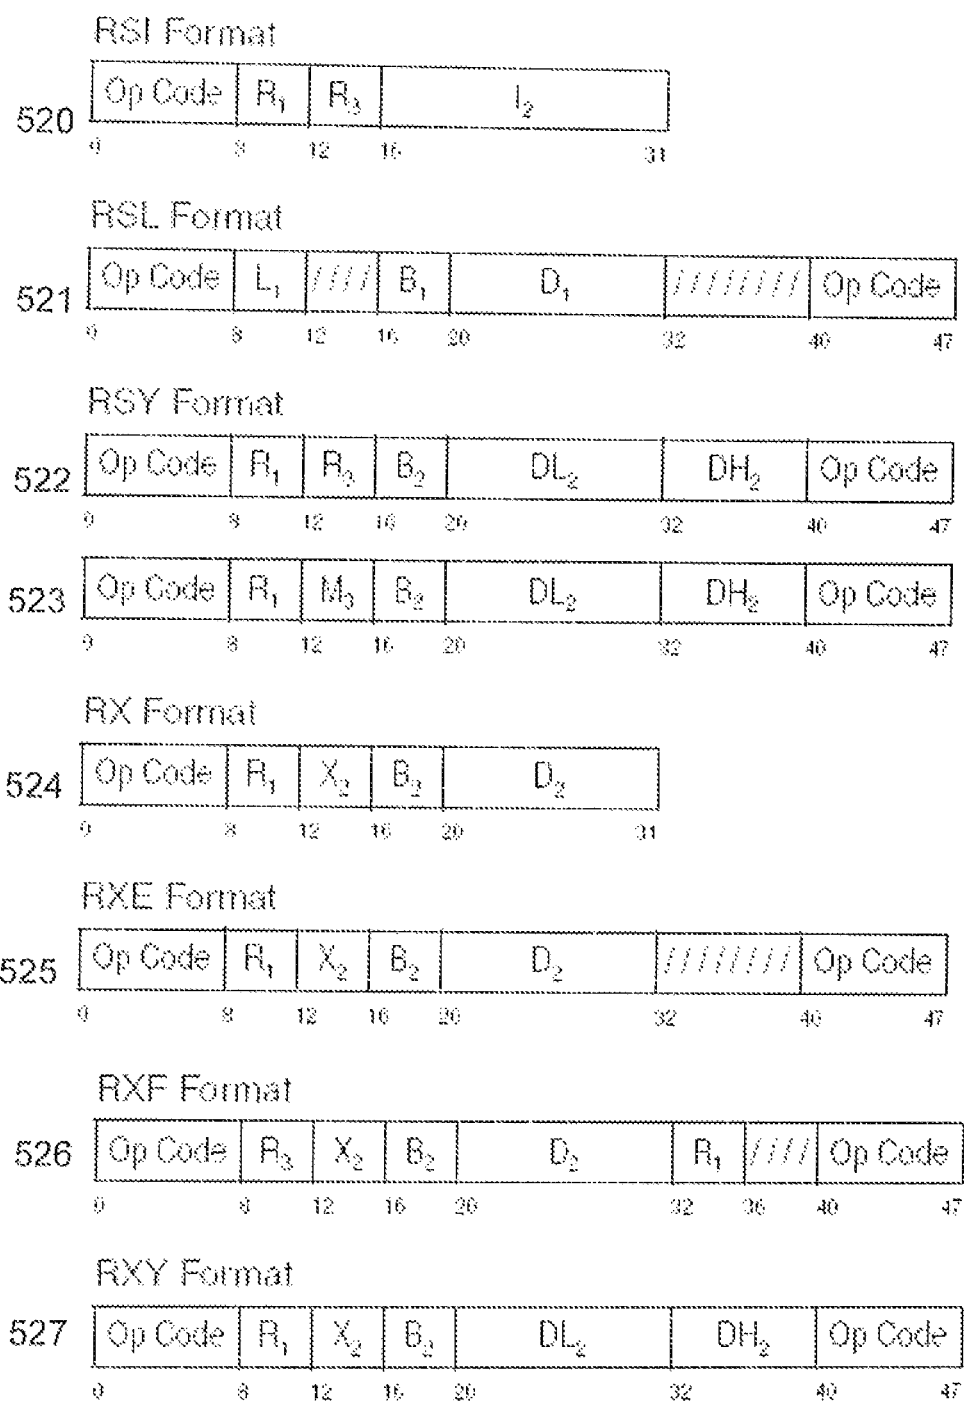 RSI Format
520 Op Code R₁ R₃ I₂
0 8 12 16 31
RSL Format
521 Op Code L₁ //// B₁ D₁ //////// Op Code
0 8 12 16 20 32 40 47
RSY Format
522 Op Code R₁ R₃ B₂ DL₂ DH₂ Op Code
0 8 12 16 20 32 40 47
523 Op Code R₁ M₃ B₂ DL₂ DH₂ Op Code
0 8 12 16 20 32 40 47
RX Format
524 Op Code R₁ X₂ B₂ D₂
0 8 12 16 20 31
RXE Format
525 Op Code R₁ X₂ B₂ D₂ //////// Op Code
0 8 12 16 20 32 40 47
RXF Format
526 Op Code R₃ X₂ B₂ D₂ R₁ //// Op Code
0 8 12 16 20 32 36 40 47
RXY Format
527 Op Code R₁ X₂ B₂ DL₂ DH₂ Op Code
0 8 12 16 20 32 40 47